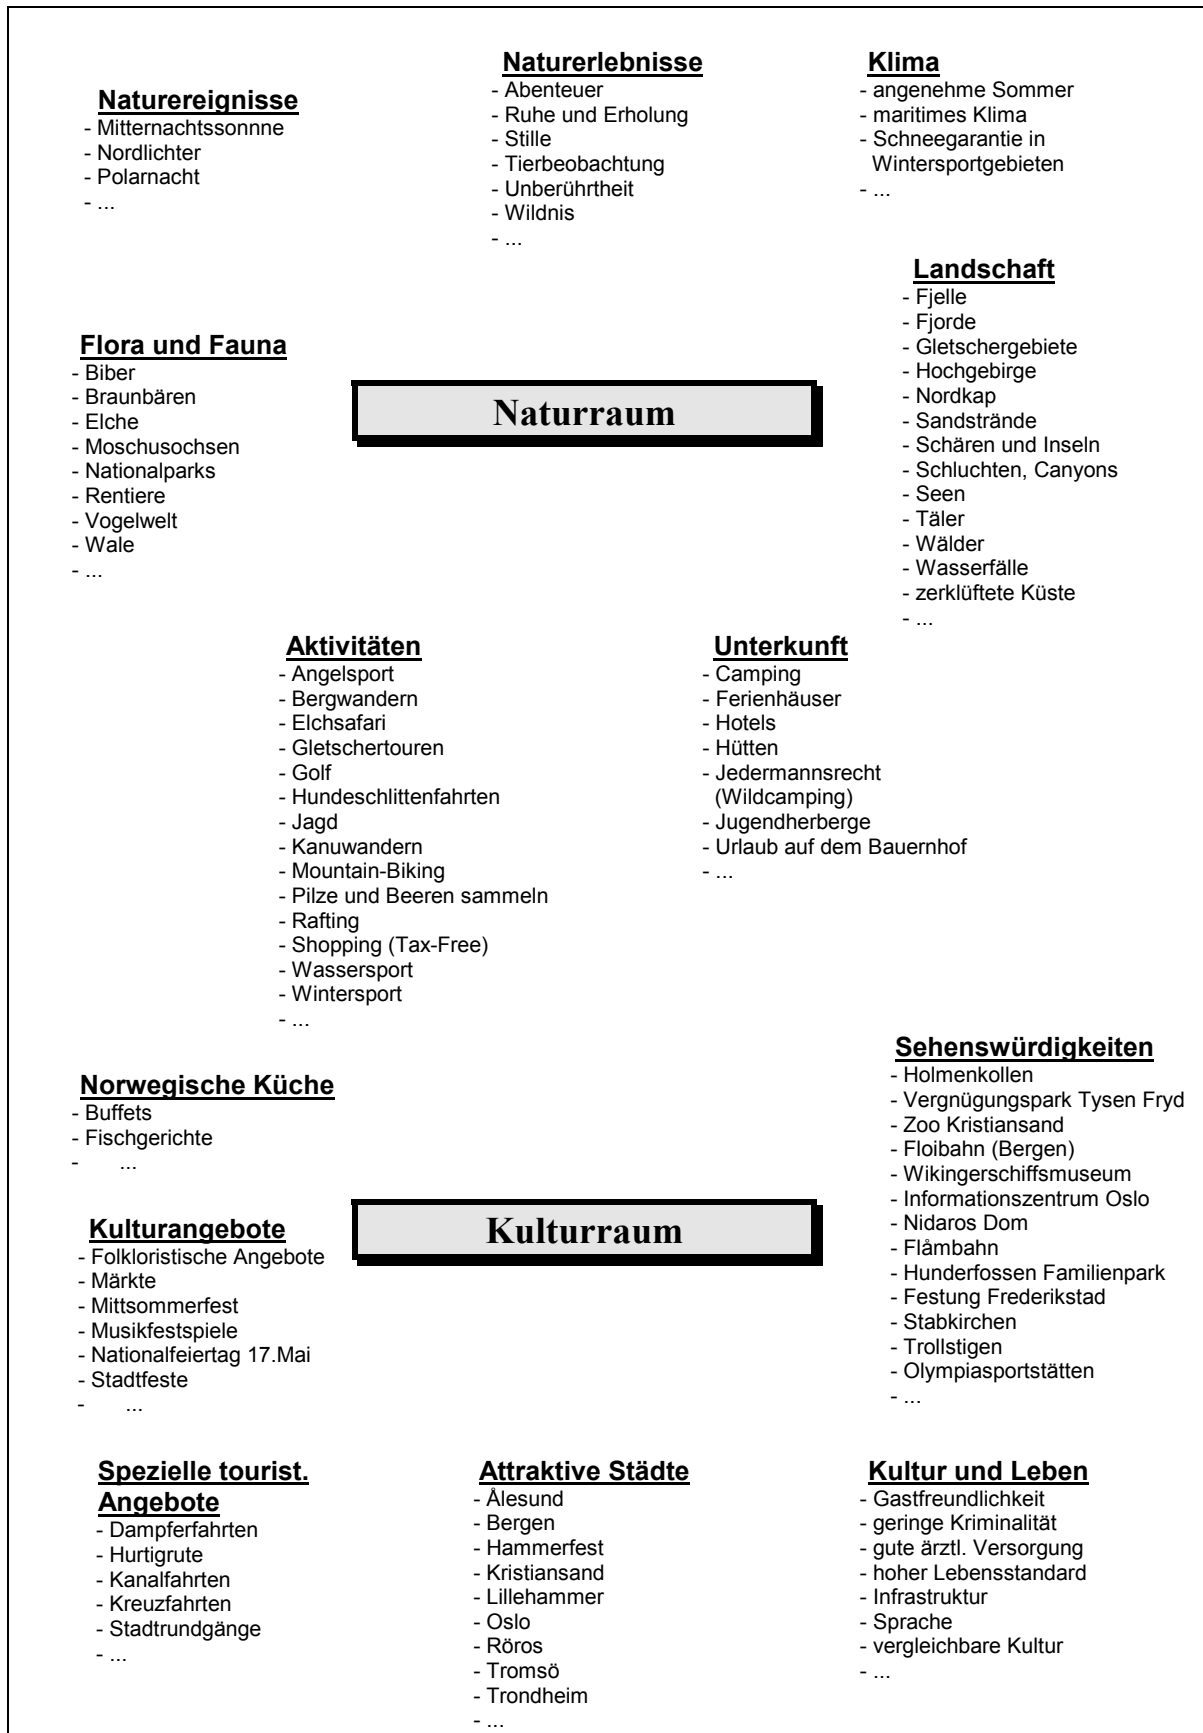 Naturereignisse
- Mitternachtssonnne
- Nordlichter
- Polarnacht
- ...
Naturerlebnisse
- Abenteuer
- Ruhe und Erholung
- Stille
- Tierbeobachtung
- Unberührtheit
- Wildnis
- ...
Klima
- angenehme Sommer
- maritimes Klima
- Schneegarantie in
Wintersportgebieten
- ...
Landschaft
- Fjelle
- Fjorde
- Gletschergebiete
- Hochgebirge
- Nordkap
- Sandstrände
- Schären und Inseln
- Schluchten, Canyons
- Seen
- Täler
- Wälder
- Wasserfälle
- zerklüftete Küste
- ...
Flora und Fauna
- Biber
- Braunbären
- Elche
- Moschusochsen
- Nationalparks
- Rentiere
- Vogelwelt
- Wale
- ...
Naturraum
Aktivitäten
- Angelsport
- Bergwandern
- Elchsafari
- Gletschertouren
- Golf
- Hundeschlittenfahrten
- Jagd
- Kanuwandern
- Mountain-Biking
- Pilze und Beeren sammeln
- Rafting
- Shopping (Tax-Free)
- Wassersport
- Wintersport
- ...
Unterkunft
- Camping
- Ferienhäuser
- Hotels
- Hütten
- Jedermannsrecht
(Wildcamping)
- Jugendherberge
- Urlaub auf dem Bauernhof
- ...
Norwegische Küche
- Buffets
- Fischgerichte
- ...
Sehenswürdigkeiten
- Holmenkollen
- Vergnügungspark Tysen Fryd
- Zoo Kristiansand
- Floibahn (Bergen)
- Wikingerschiffsmuseum
- Informationszentrum Oslo
- Nidaros Dom
- Flåmbahn
- Hunderfossen Familienpark
- Festung Frederikstad
- Stabkirchen
- Trollstigen
- Olympiasportstätten
- ...
Kulturangebote
- Folkloristische Angebote
- Märkte
- Mittsommerfest
- Musikfestspiele
- Nationalfeiertag 17.Mai
- Stadtfeste
- ...
Kulturraum
Spezielle tourist.
Angebote
- Dampferfahrten
- Hurtigrute
- Kanalfahrten
- Kreuzfahrten
- Stadtrundgänge
- ...
Attraktive Städte
- Ålesund
- Bergen
- Hammerfest
- Kristiansand
- Lillehammer
- Oslo
- Röros
- Tromsö
- Trondheim
- ...
Kultur und Leben
- Gastfreundlichkeit
- geringe Kriminalität
- gute ärztl. Versorgung
- hoher Lebensstandard
- Infrastruktur
- Sprache
- vergleichbare Kultur
- ...